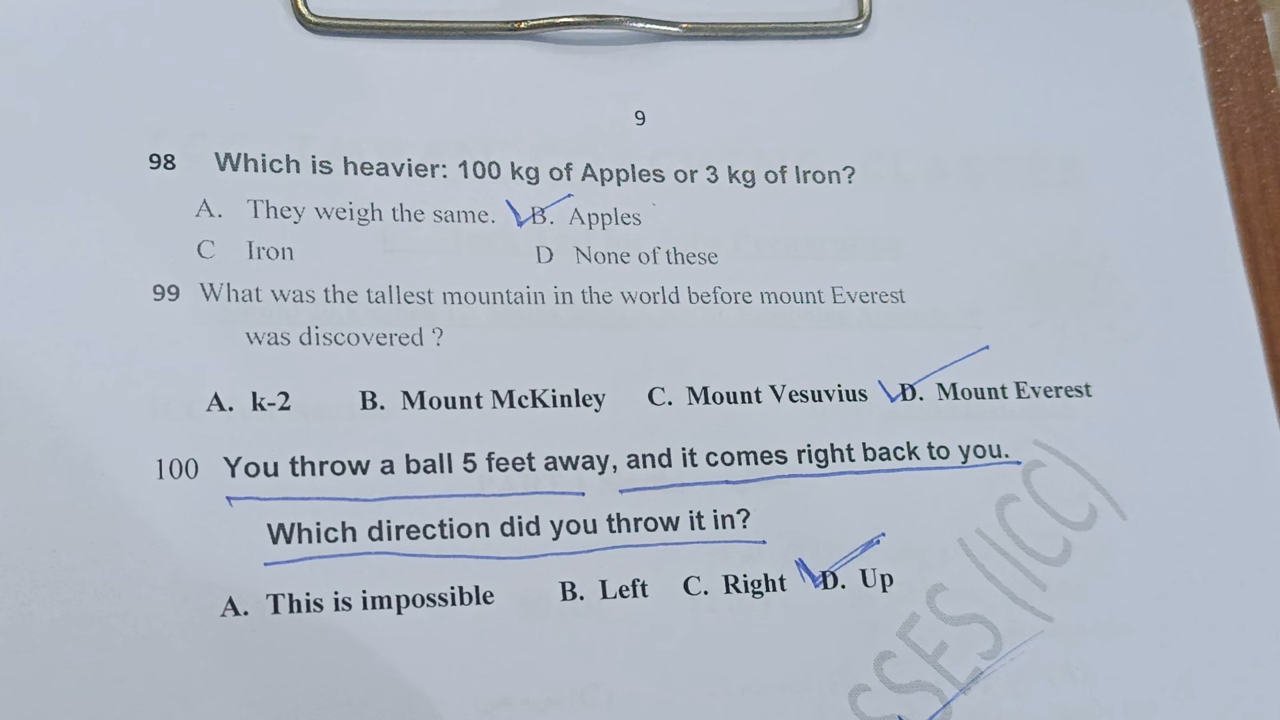 9
98 Which is heavier: 100 kg of Apples or 3 kg of Iron?
A. They weigh the same. B. Apples
C Iron D None of these
99 What was the tallest mountain in the world before mount Everest
was discovered ?
A. k-2 B. Mount McKinley C. Mount Vesuvius D. Mount Everest
100 You throw a ball 5 feet away, and it comes right back to you.
Which direction did you throw it in?
A. This is impossible B. Left C. Right D. Up
SSES (ICC)